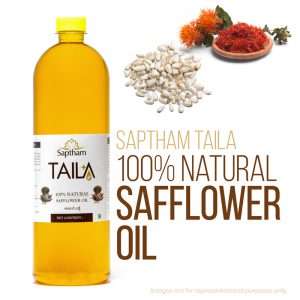 Saptham
TAILA
100% NATURAL
SAFFLOWER OIL
NET CONTENT :
SAPTHAM TAILA
100% NATURAL
SAFFLOWER
OIL
Images are for representational purposes only